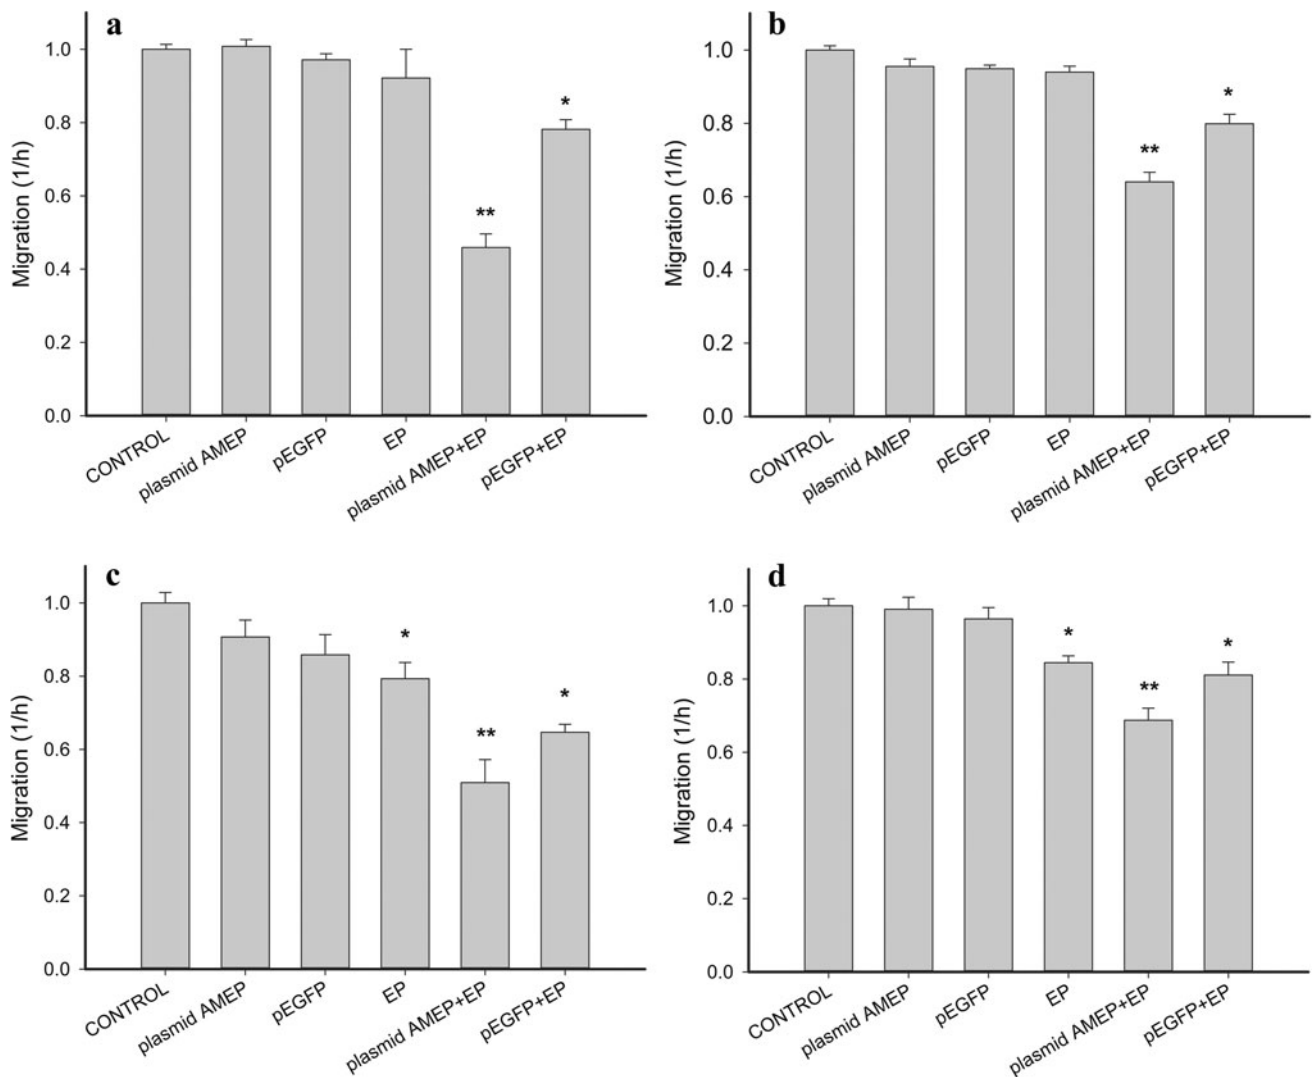 a
Migration (1/h)
1.0
*
0.8
0.6
**
0.4
0.2
0.0
CONTROL
plasmid AMEP
pEGFP
EP
plasmid AMEP+EP
pEGFP+EP
b
Migration (1/h)
1.0
*
0.8
**
0.6
0.4
0.2
0.0
CONTROL
plasmid AMEP
pEGFP
EP
plasmid AMEP+EP
pEGFP+EP
c
Migration (1/h)
1.0
*
0.8
*
**
0.6
0.4
0.2
0.0
CONTROL
plasmid AMEP
pEGFP
EP
plasmid AMEP+EP
pEGFP+EP
d
Migration (1/h)
1.0
*
*
0.8
**
0.6
0.4
0.2
0.0
CONTROL
plasmid AMEP
pEGFP
EP
plasmid AMEP+EP
pEGFP+EP